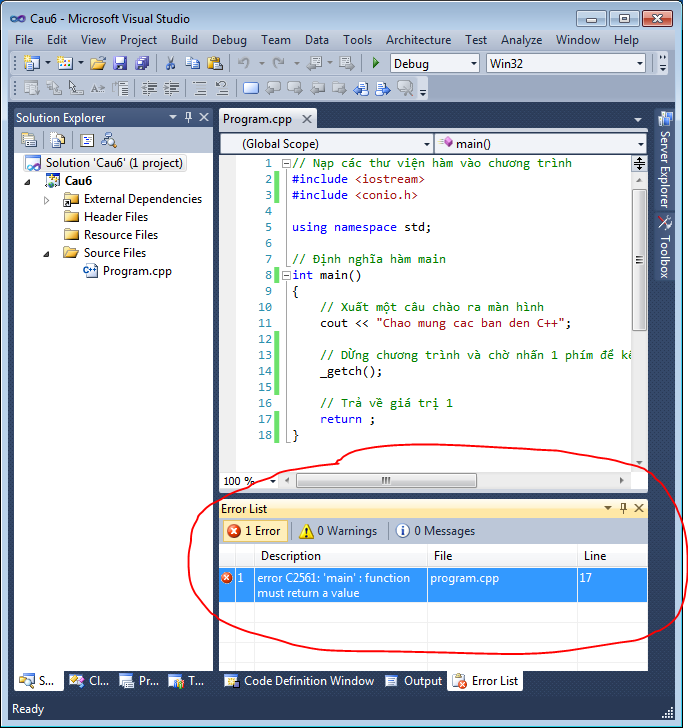 Cau6 - Microsoft Visual Studio
File Edit View Project Build Debug Team Data Tools Architecture Test Analyze Window Help
Debug Win32
Solution Explorer
Solution 'Cau6' (1 project)
Cau6
External Dependencies
Header Files
Resource Files
Source Files
Program.cpp
Program.cpp
(Global Scope) main()
1 // Nạp các thư viện hàm vào chương trình
2 #include <iostream>
3 #include <conio.h>
4
5 using namespace std;
6
7 // Định nghĩa hàm main
8 int main()
9 {
10 // Xuất một câu chào ra màn hình
11 cout << "Chao mung cac ban den C++";
12
13 // Dừng chương trình và chờ nhấn 1 phím để kế
14 _getch();
15
16 // Trả về giá trị 1
17 return ;
18 }
100 %
Server Explorer
Toolbox
Error List
1 Error 0 Warnings 0 Messages
Description File Line
1 error C2561: 'main' : function program.cpp 17
must return a value
S... Cl... Pr... T... Code Definition Window Output Error List
Ready